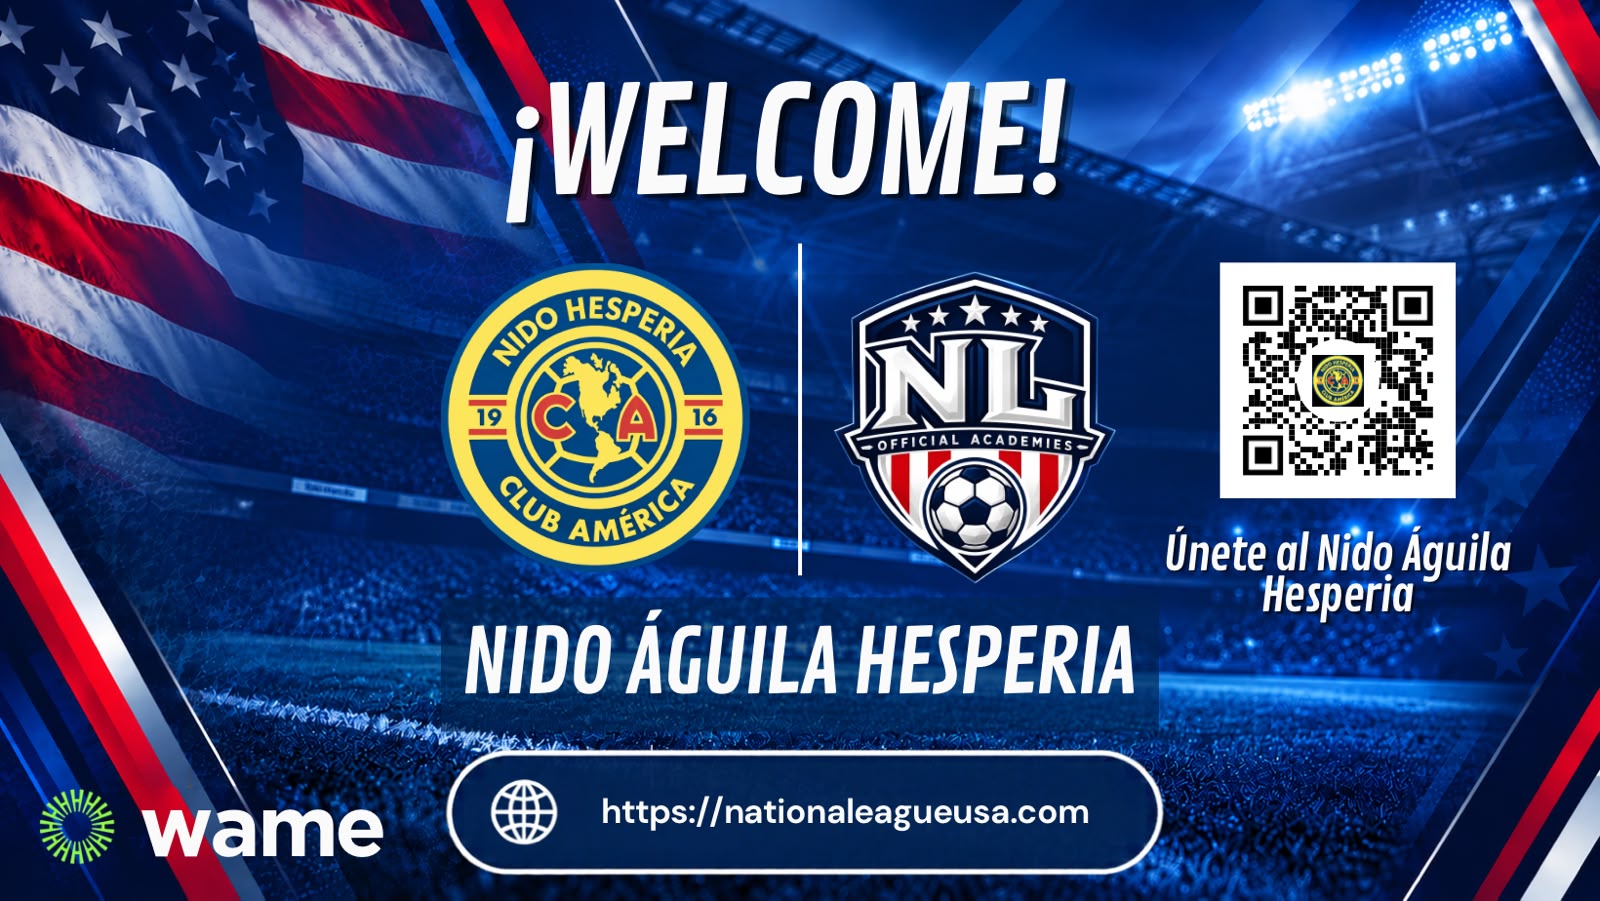 ¡WELCOME!
NIDO HESPERIA
19 16
C A
CLUB AMÉRICA
NL
OFFICIAL ACADEMIES
Únete al Nido Águila
Hesperia
NIDO ÁGUILA HESPERIA
https://nationaleagueusa.com
wame